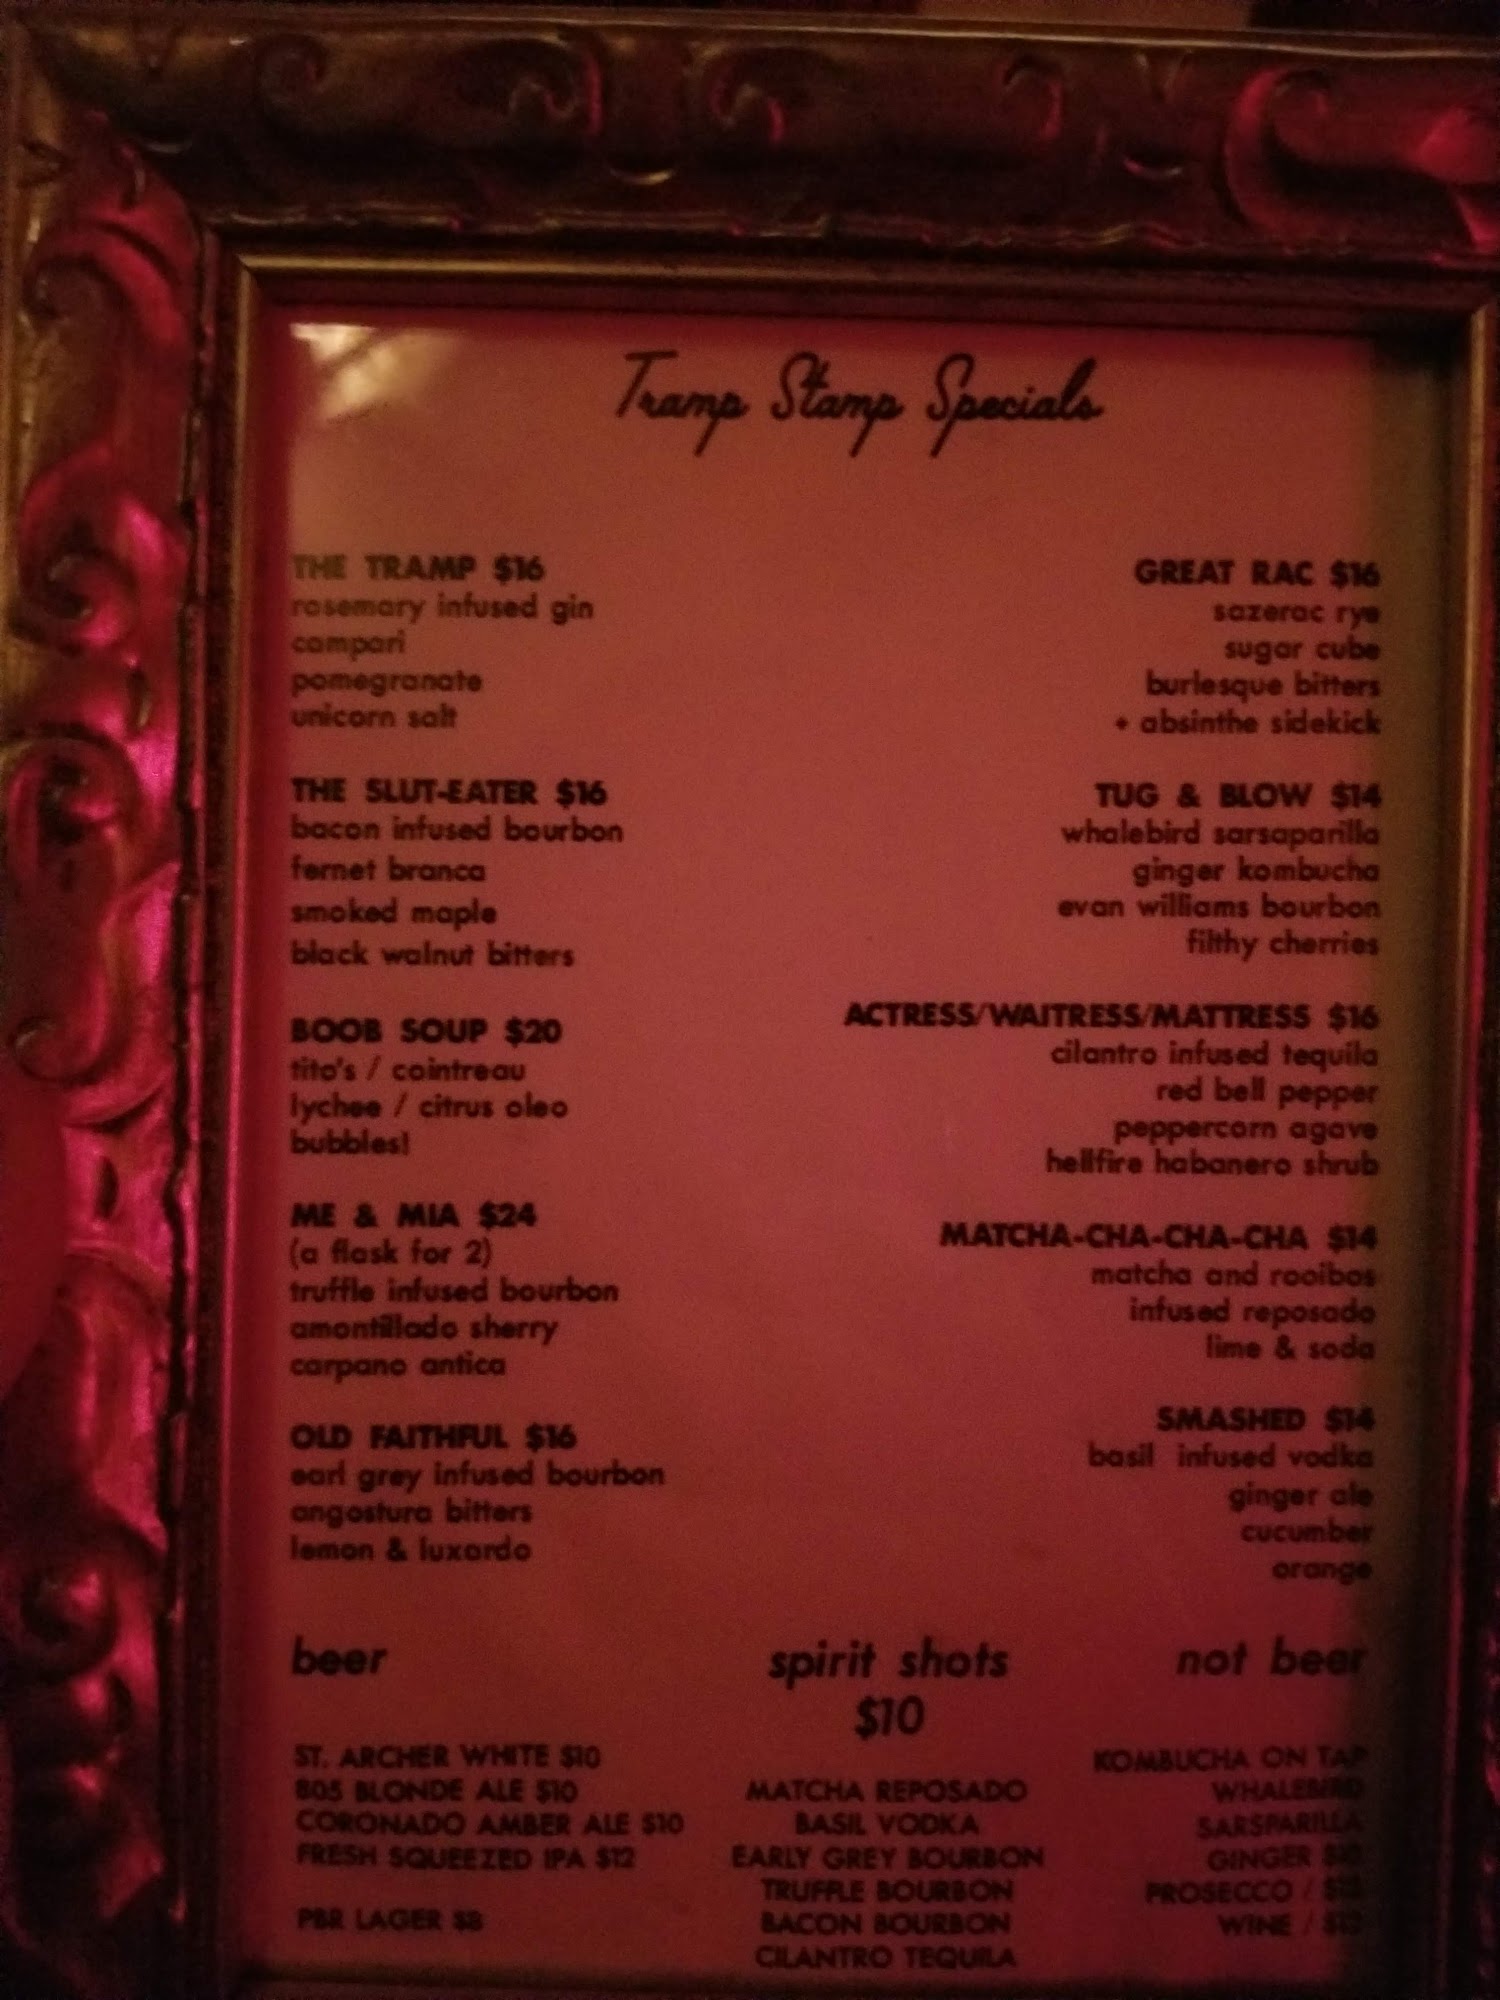 Tramp Stamp Specials
THE TRAMP $16
rosemary infused gin
campari
pomegranate
unicorn salt
THE SLUT-EATER $16
bacon infused bourbon
fernet branca
smoked maple
black walnut bitters
BOOB SOUP $20
tito's / cointreau
lychee / citrus oleo
bubbles!
ME & MIA $24
(a flask for 2)
truffle infused bourbon
amontillado sherry
carpano antica
OLD FAITHFUL $16
earl grey infused bourbon
angostura bitters
lemon & luxardo
GREAT RAC $16
sazerac rye
sugar cube
burlesque bitters
+ absinthe sidekick
TUG & BLOW $14
whalebird sarsaparilla
ginger kombucha
evan williams bourbon
filthy cherries
ACTRESS/WAITRESS/MATTRESS $16
cilantro infused tequila
red bell pepper
peppercorn agave
hellfire habanero shrub
MATCHA-CHA-CHA-CHA $14
matcha and rooibos
infused reposado
lime & soda
SMASHED $14
basil infused vodka
ginger ale
cucumber
orange
beer
ST. ARCHER WHITE $10
805 BLONDE ALE $10
CORONADO AMBER ALE $10
FRESH SQUEEZED IPA $12
PBR LAGER $8
spirit shots
$10
MATCHA REPOSADO
BASIL VODKA
EARLY GREY BOURBON
TRUFFLE BOURBON
BACON BOURBON
CILANTRO TEQUILA
not beer
KOMBUCHA ON TAP
WHALEBIRD
SARSPARILLA
GINGER
PROSECCO /
WINE /